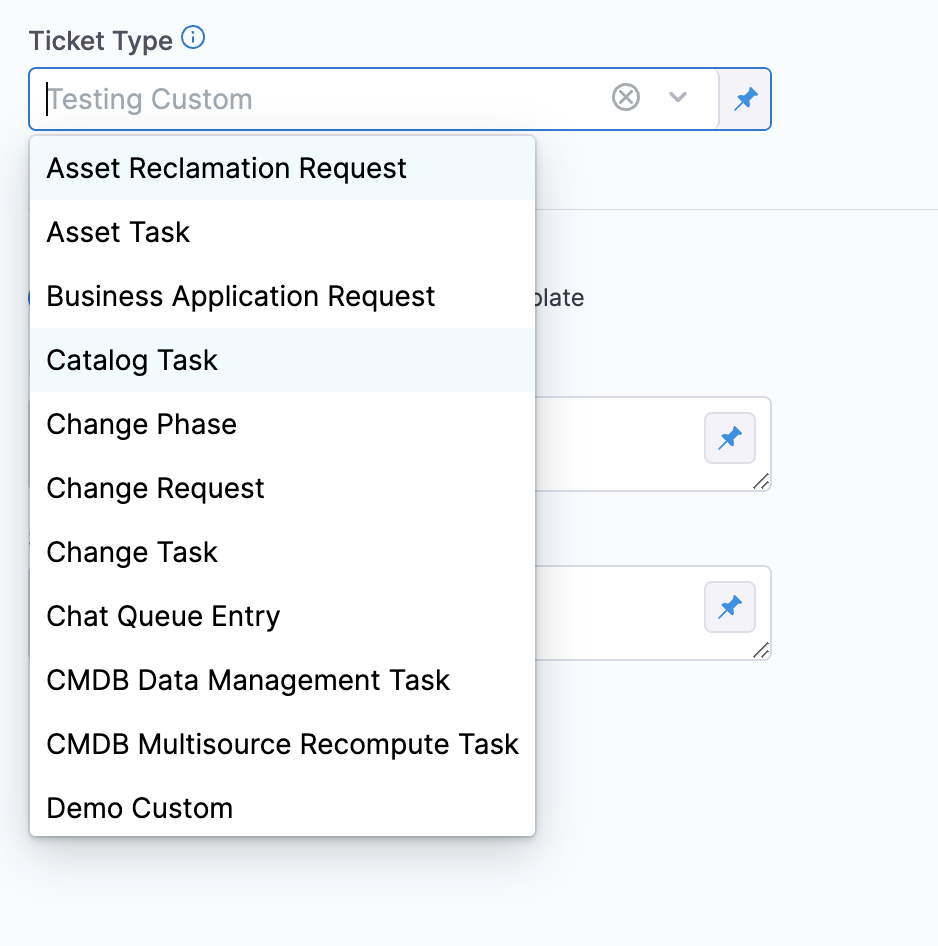 Ticket Type
Testing Custom
Asset Reclamation Request
Asset Task
Business Application Request
plate
Catalog Task
Change Phase
Change Request
Change Task
Chat Queue Entry
CMDB Data Management Task
CMDB Multisource Recompute Task
Demo Custom